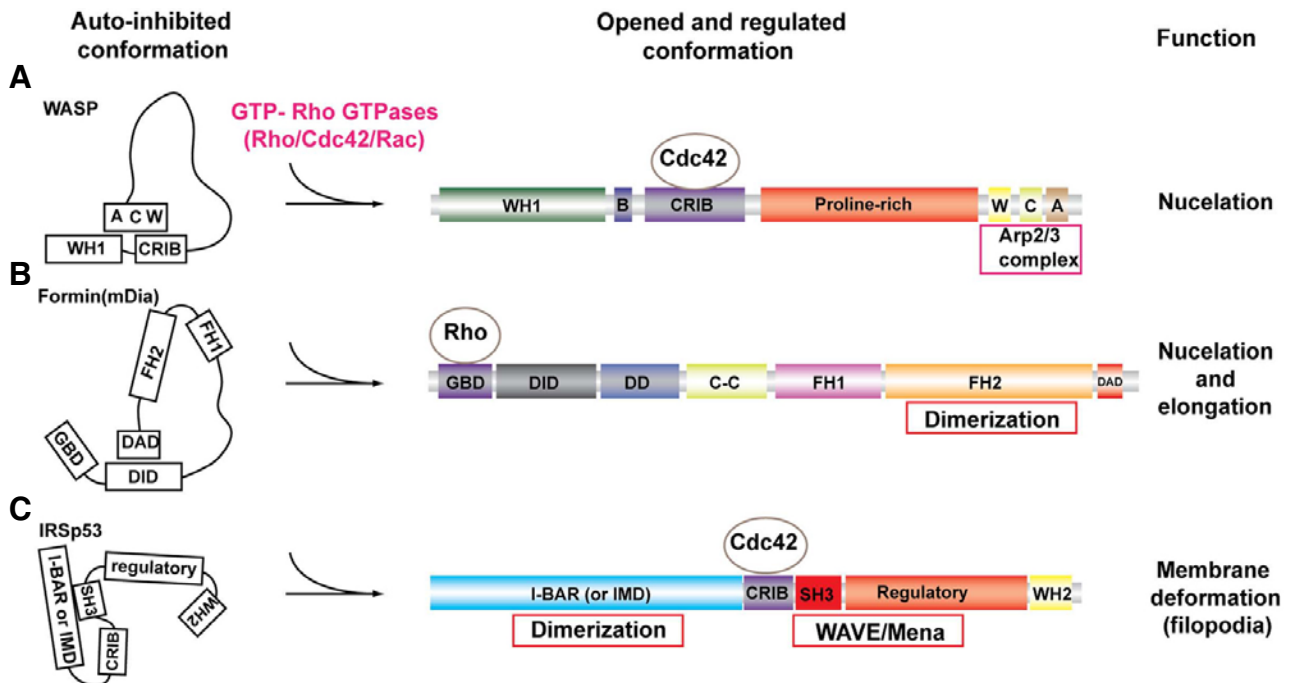 Auto-inhibited
conformation
Opened and regulated
conformation
Function
A
WASP
A C W
WH1
CRIB
GTP- Rho GTPases
(Rho/Cdc42/Rac)
Cdc42
WH1
B
CRIB
Proline-rich
W
C
A
Arp2/3
complex
Nucelation
B
Formin(mDia)
FH2
FH1
GBD
DAD
DID
Rho
GBD
DID
DD
C-C
FH1
FH2
DAD
Dimerization
Nucelation
and
elongation
C
IRSp53
I-BAR or IMD
SH3
regulatory
WH2
CRIB
Cdc42
I-BAR (or IMD)
CRIB
SH3
Regulatory
WH2
Dimerization
WAVE/Mena
Membrane
deformation
(filopodia)